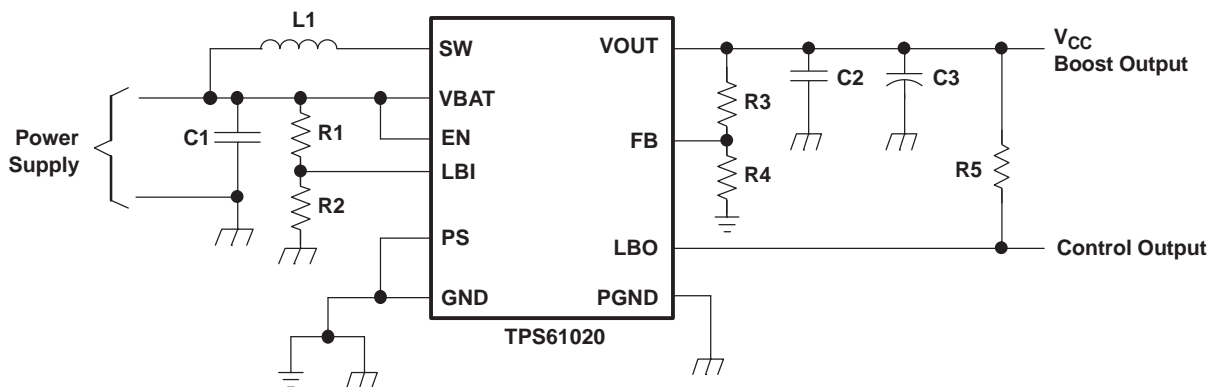 L1
SW
VOUT
V_CC
Boost Output
VBAT
C2
C3
R3
Power
Supply
C1
R1
EN
FB
LBI
R4
R5
R2
PS
LBO
Control Output
GND
PGND
TPS61020